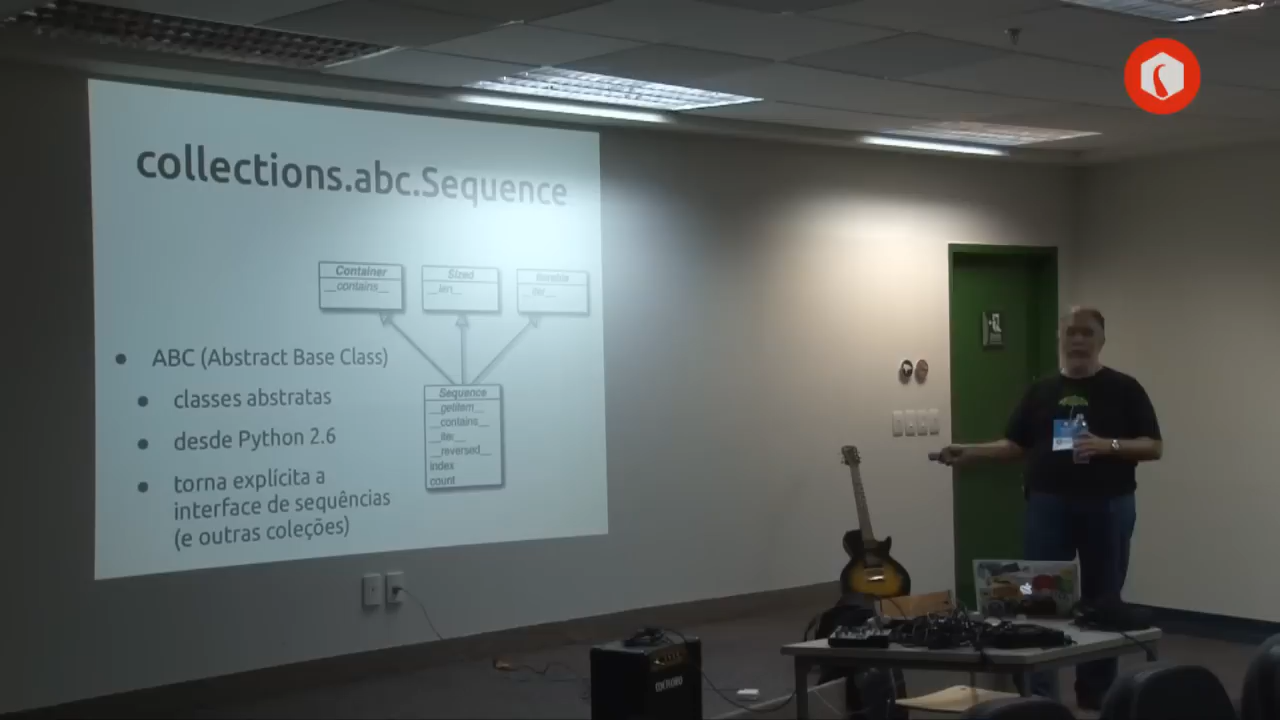 collections.abc.Sequence
Container
__contains__
Sized
__len__
Iterable
__iter__
ABC (Abstract Base Class)
classes abstratas
desde Python 2.6
torna explícita a
interface de sequências
(e outras coleções)
Sequence
__getitem__
__contains__
__iter__
__reversed__
index
count